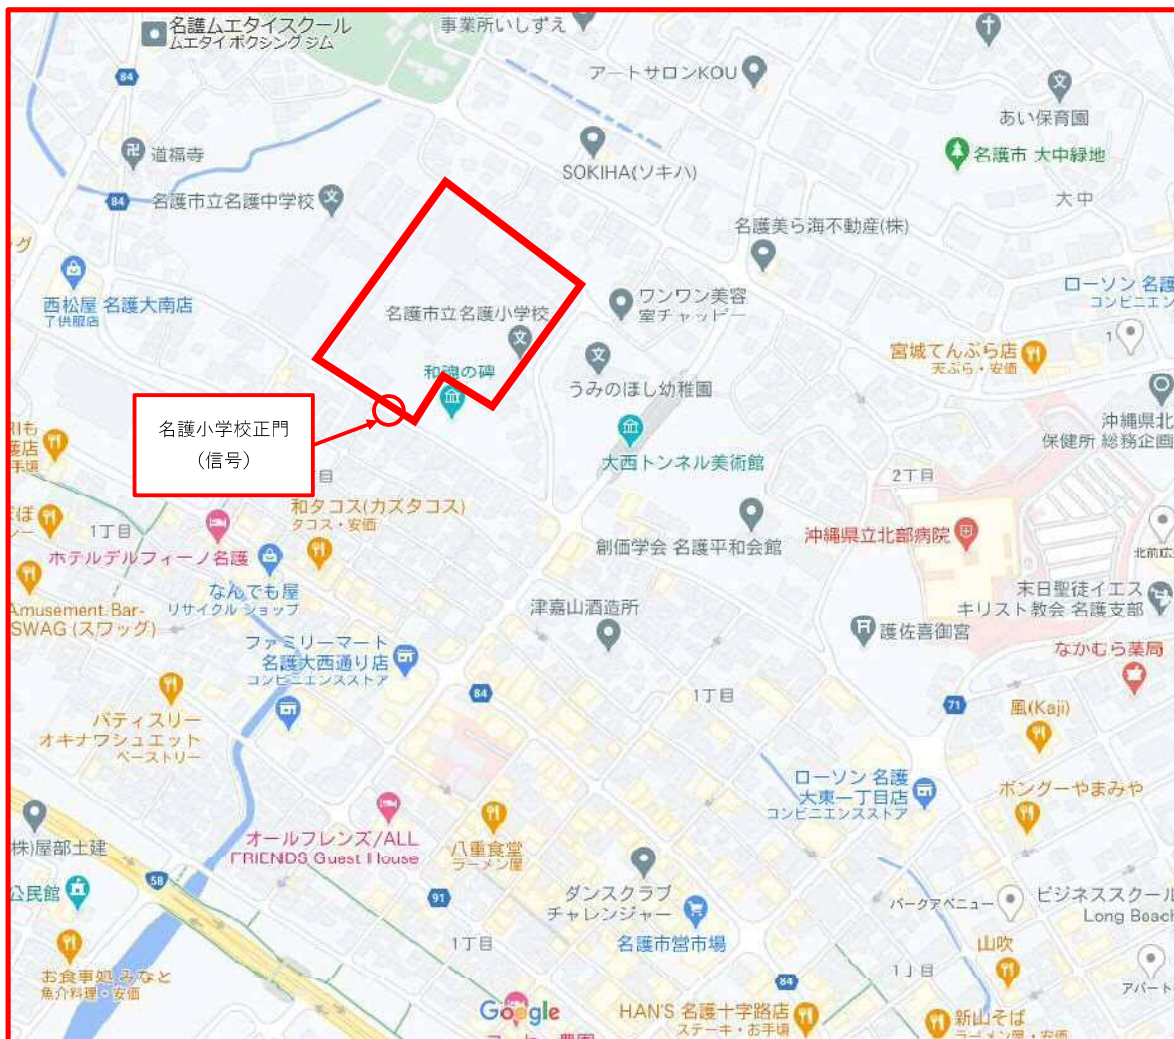 名護ムエタイスクール
ムエタイボクシングジム
事業所いしずえ
アートサロンKOU
84
あい保育園
道福寺
SOKIHA(ソキハ)
名護市 大中緑地
84
名護市立名護中学校
大中
名護美ら海不動産(株)
グ
西松屋 名護大南店
子供服店
ワンワン美容
室チャッピー
ローソン 名護
コンビニエンス
名護市立名護小学校
1
宮城てんぷら店
天ぷら・安価
うみのほし幼稚園
和魂の碑
名護小学校正門
(信号)
沖縄県北
保健所 総務企画
大西トンネル美術館
2丁目
目
和タコス(カズタコス)
タコス・安価
1丁目
ホテルデルフィーノ名護
創価学会 名護平和会館
沖縄県立北部病院
なんでも屋
リサイクル ショップ
Amusement Bar-
SWAG (スワッグ)
津嘉山酒造所
末日聖徒イエス
キリスト教会 名護支部
護佐喜御宮
なかむら薬局
ファミリーマート
名護大西通り店
コンビニエンスストア
84
1丁目
71
風(Kaji)
パティスリー
オキナワシュエット
ペーストリー
ローソン 名護
大東一丁目店
コンビニエンスストア
ボングーやまみや
株)屋部土建
オールフレンズ/ALL
FRIENDS Guest House
八重食堂
ラーメン屋
58
公民館
91
ダンスクラブ
チャレンジャー
パークアベニュー
ビジネススクール
Long Beach
1丁目
名護市営市場
山吹
お食事処 みなと
魚介料理・安価
84
1丁目
アパート
Google
HAN'S 名護十字路店
ステーキ・お手頃
新山そば
ラーメン屋・安価